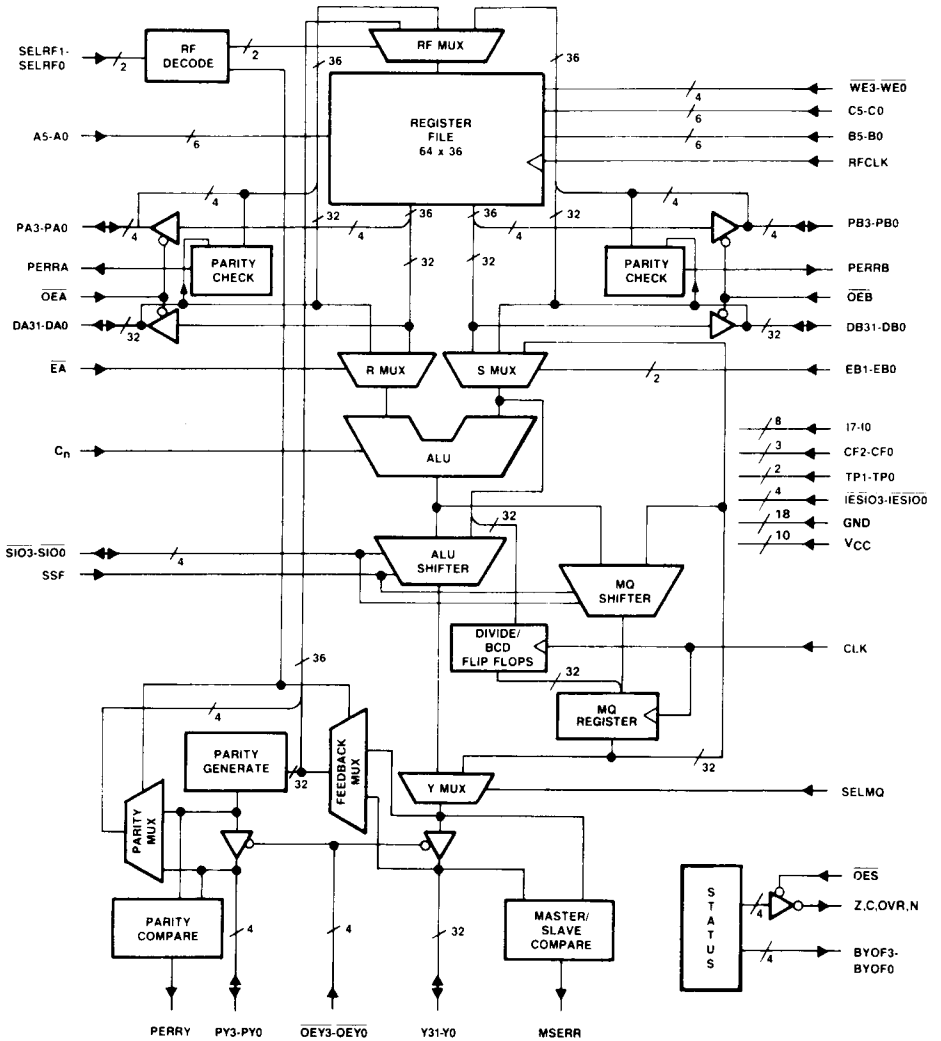 RF MUX
SELRF1-
SELRF0
2
RF
DECODE
2
36
36
WE3-WE0
4
C5-C0
6
A5-A0
6
REGISTER
FILE
64 x 36
B5-B0
6
RFCLK
4
4
32
36
36
32
PA3-PA0
4
4
4
4
PB3-PB0
PERRA
PARITY
CHECK
32
32
PARITY
CHECK
PERRB
OEA
OEB
DA31-DA0
32
32
DB31-DB0
EA
R MUX
S MUX
2
EB1-EB0
8
I7-I0
Cn
ALU
3
CF2-CF0
2
TP1-TP0
4
IESIO3-IESIO0
18
GND
10
VCC
32
SIO3-SIO0
4
ALU
SHIFTER
SSF
MQ
SHIFTER
DIVIDE/
BCD
FLIP FLOPS
CLK
36
32
MQ
REGISTER
4
PARITY
GENERATE
32
FEEDBACK
MUX
32
Y MUX
SELMQ
PARITY
MUX
STATUS
OES
4
Z,C,OVR,N
PARITY
COMPARE
4
4
32
MASTER/
SLAVE
COMPARE
4
BYOF3-
BYOF0
PERRY
PY3-PY0
OEY3-OEY0
Y31-Y0
MSERR